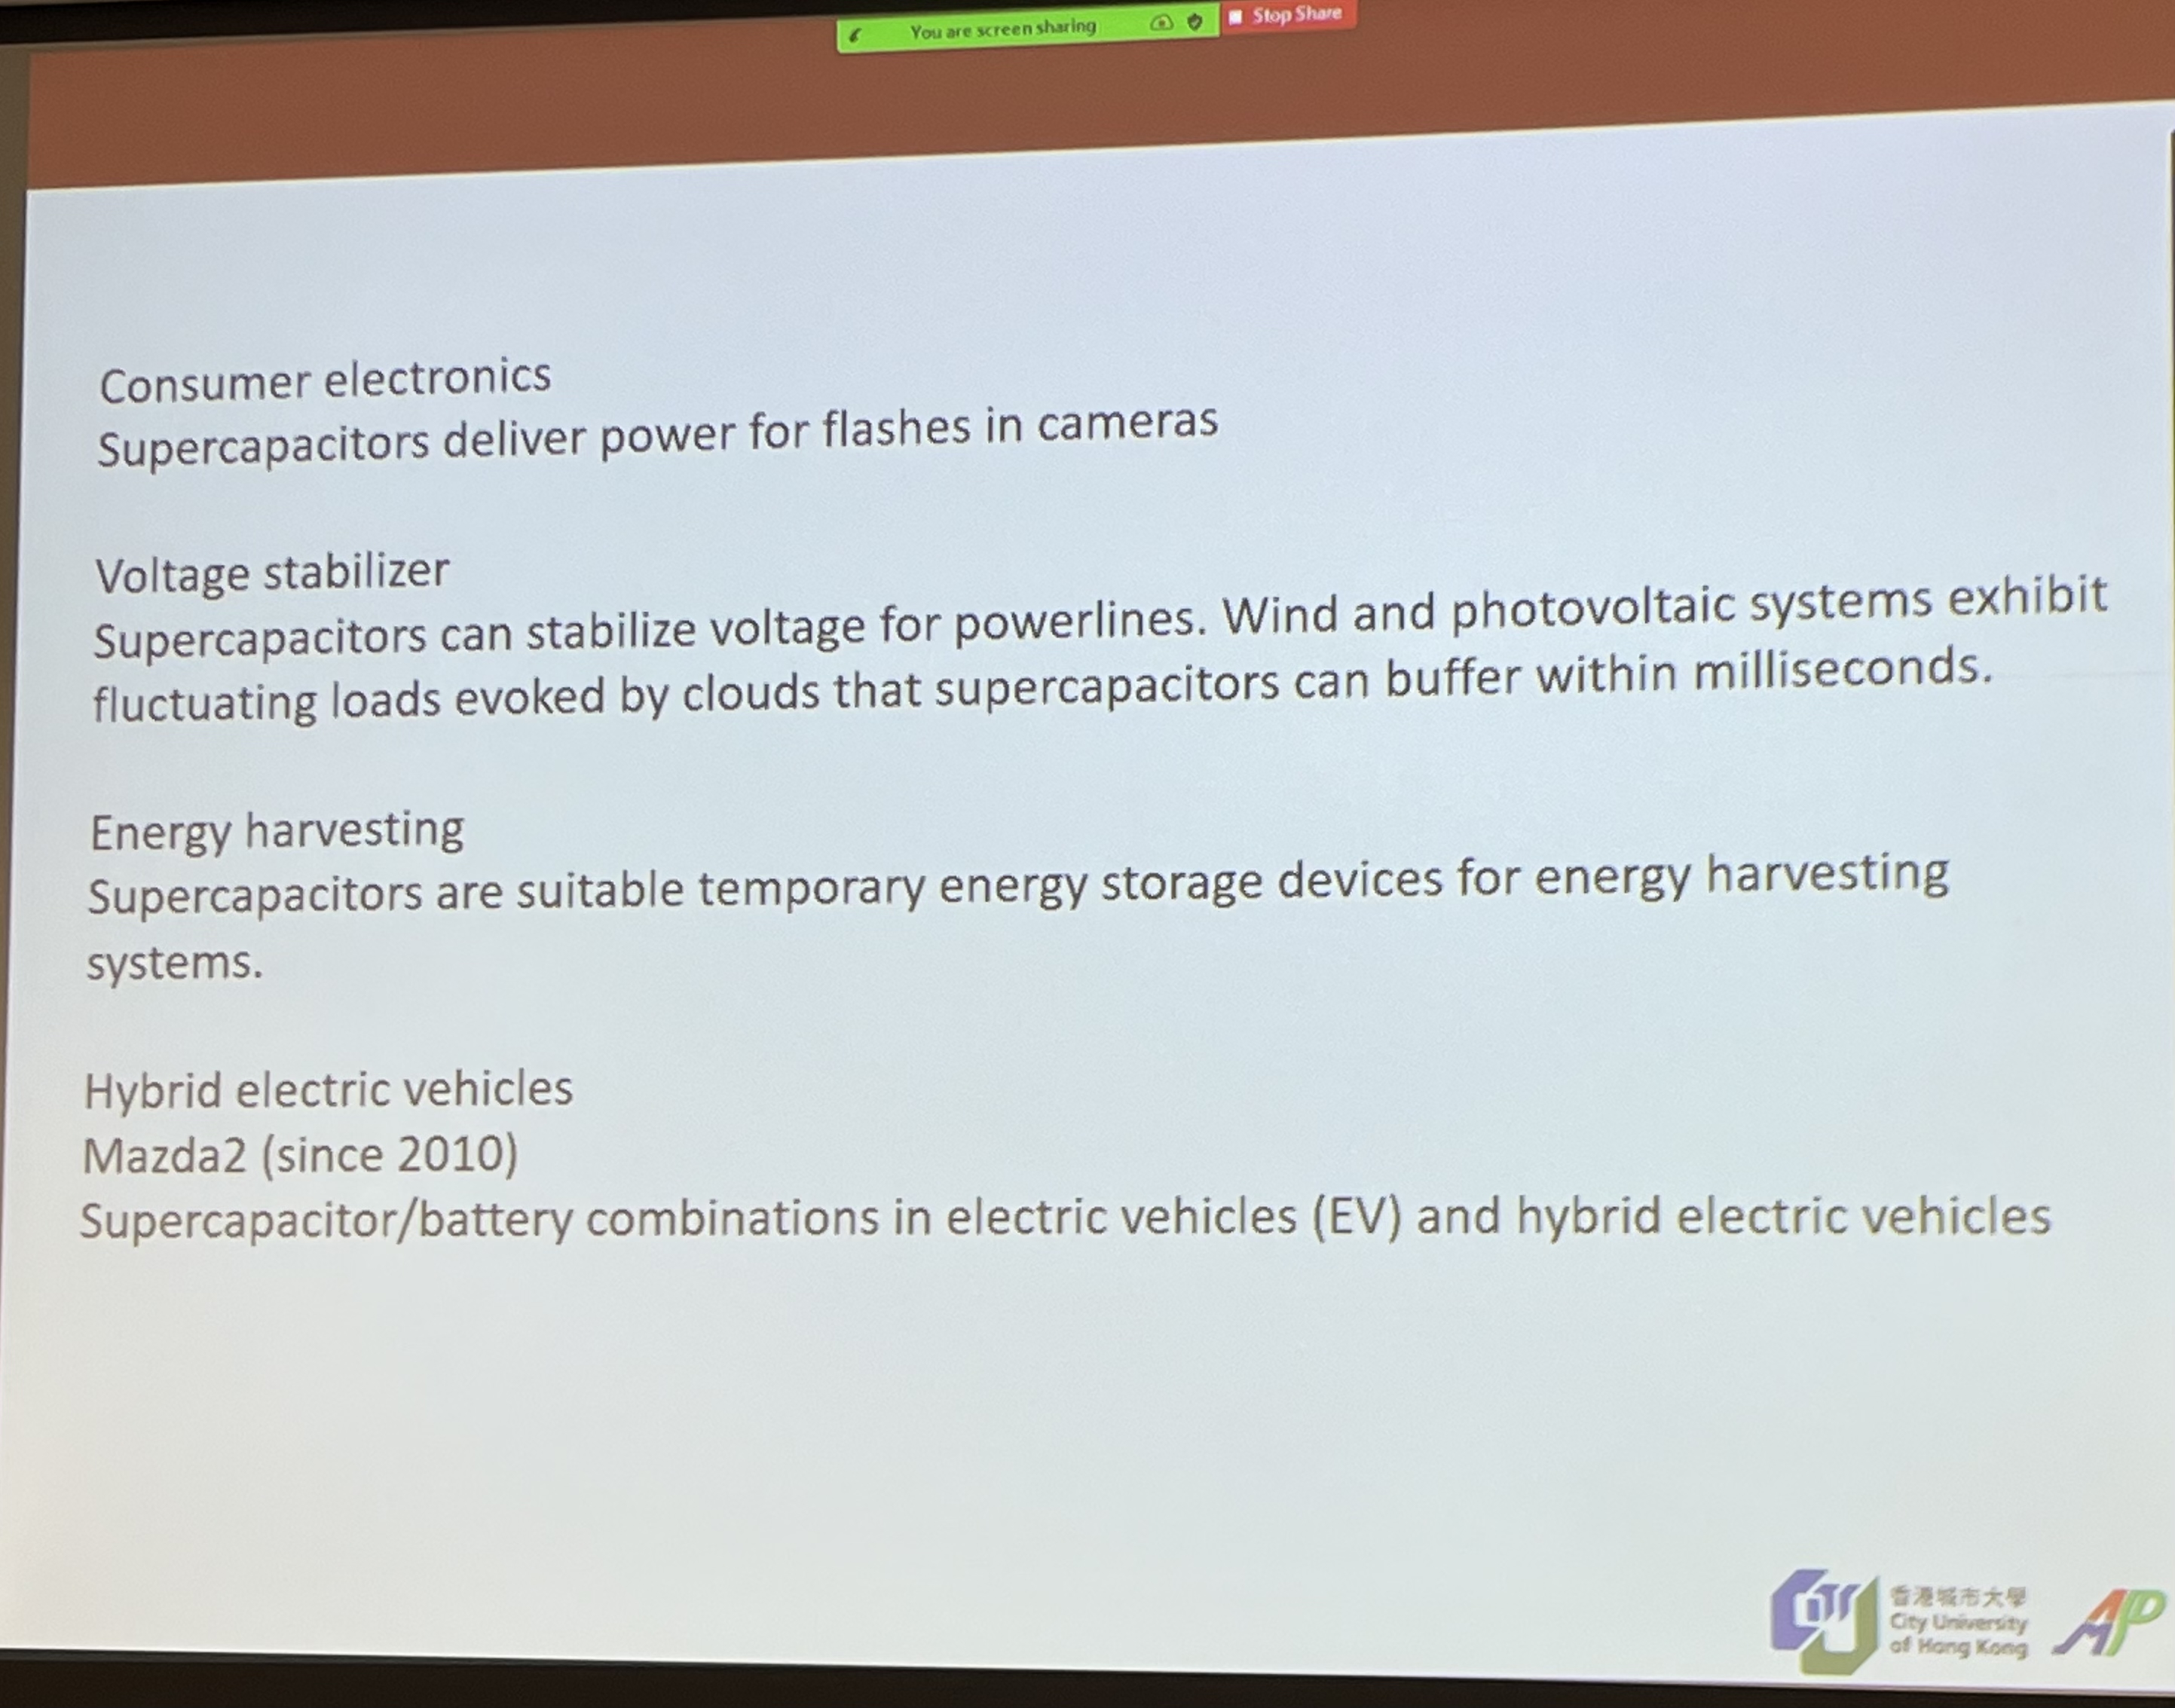 You are screen sharing
Stop Share
Consumer electronics
Supercapacitors deliver power for flashes in cameras
Voltage stabilizer
Supercapacitors can stabilize voltage for powerlines. Wind and photovoltaic systems exhibit
fluctuating loads evoked by clouds that supercapacitors can buffer within milliseconds.
Energy harvesting
Supercapacitors are suitable temporary energy storage devices for energy harvesting
systems.
Hybrid electric vehicles
Mazda2 (since 2010)
Supercapacitor/battery combinations in electric vehicles (EV) and hybrid electric vehicles
香港城市大學
City University
of Hong Kong
AP